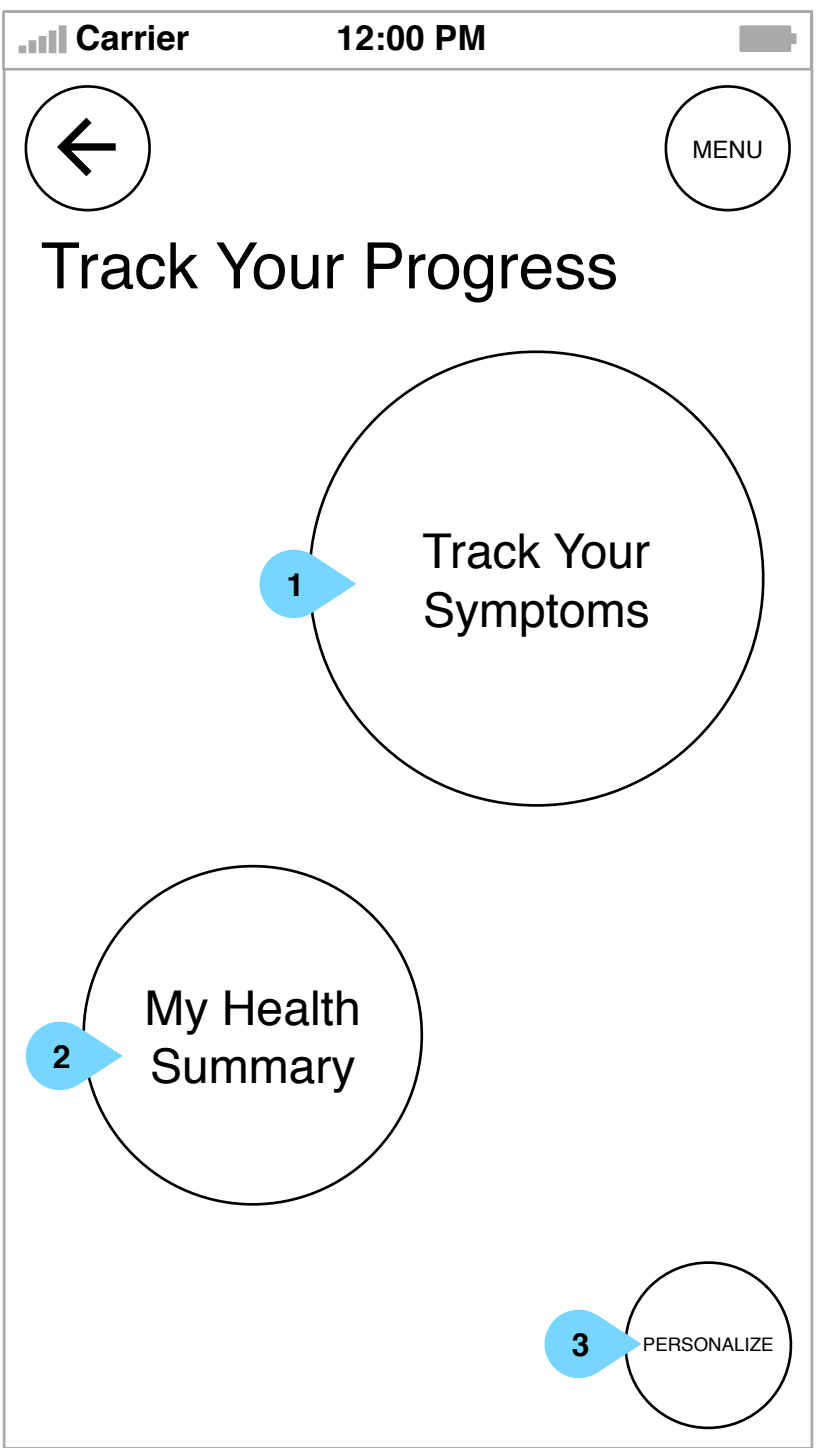 Carrier 12:00 PM
MENU
Track Your Progress
Track Your
Symptoms
1
My Health
Summary
2
3
PERSONALIZE